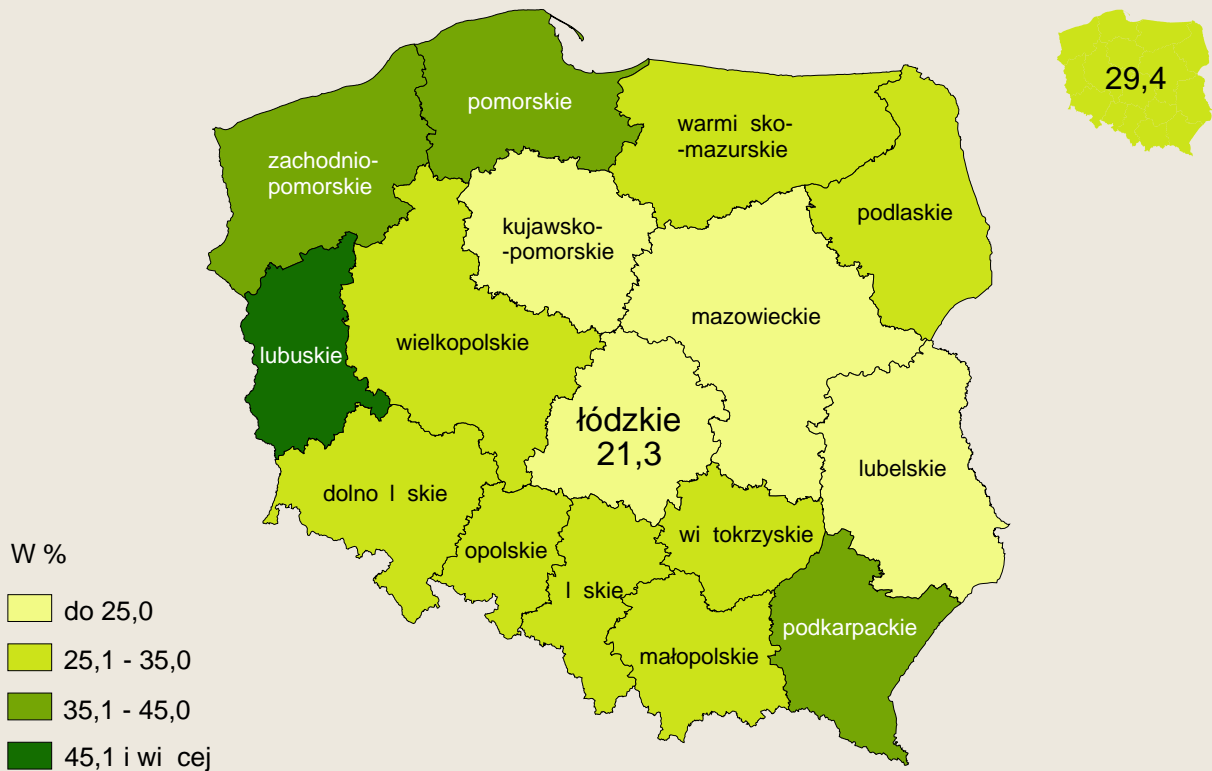 29,4
pomorskie
warmi sko-
-mazurskie
zachodnio-
pomorskie
podlaskie
kujawsko-
-pomorskie
mazowieckie
wielkopolskie
lubuskie
łódzkie
21,3
lubelskie
dolno l skie
wi tokrzyskie
opolskie
l skie
podkarpackie
małopolskie
W %
do 25,0
25,1 - 35,0
35,1 - 45,0
45,1 i wi cej